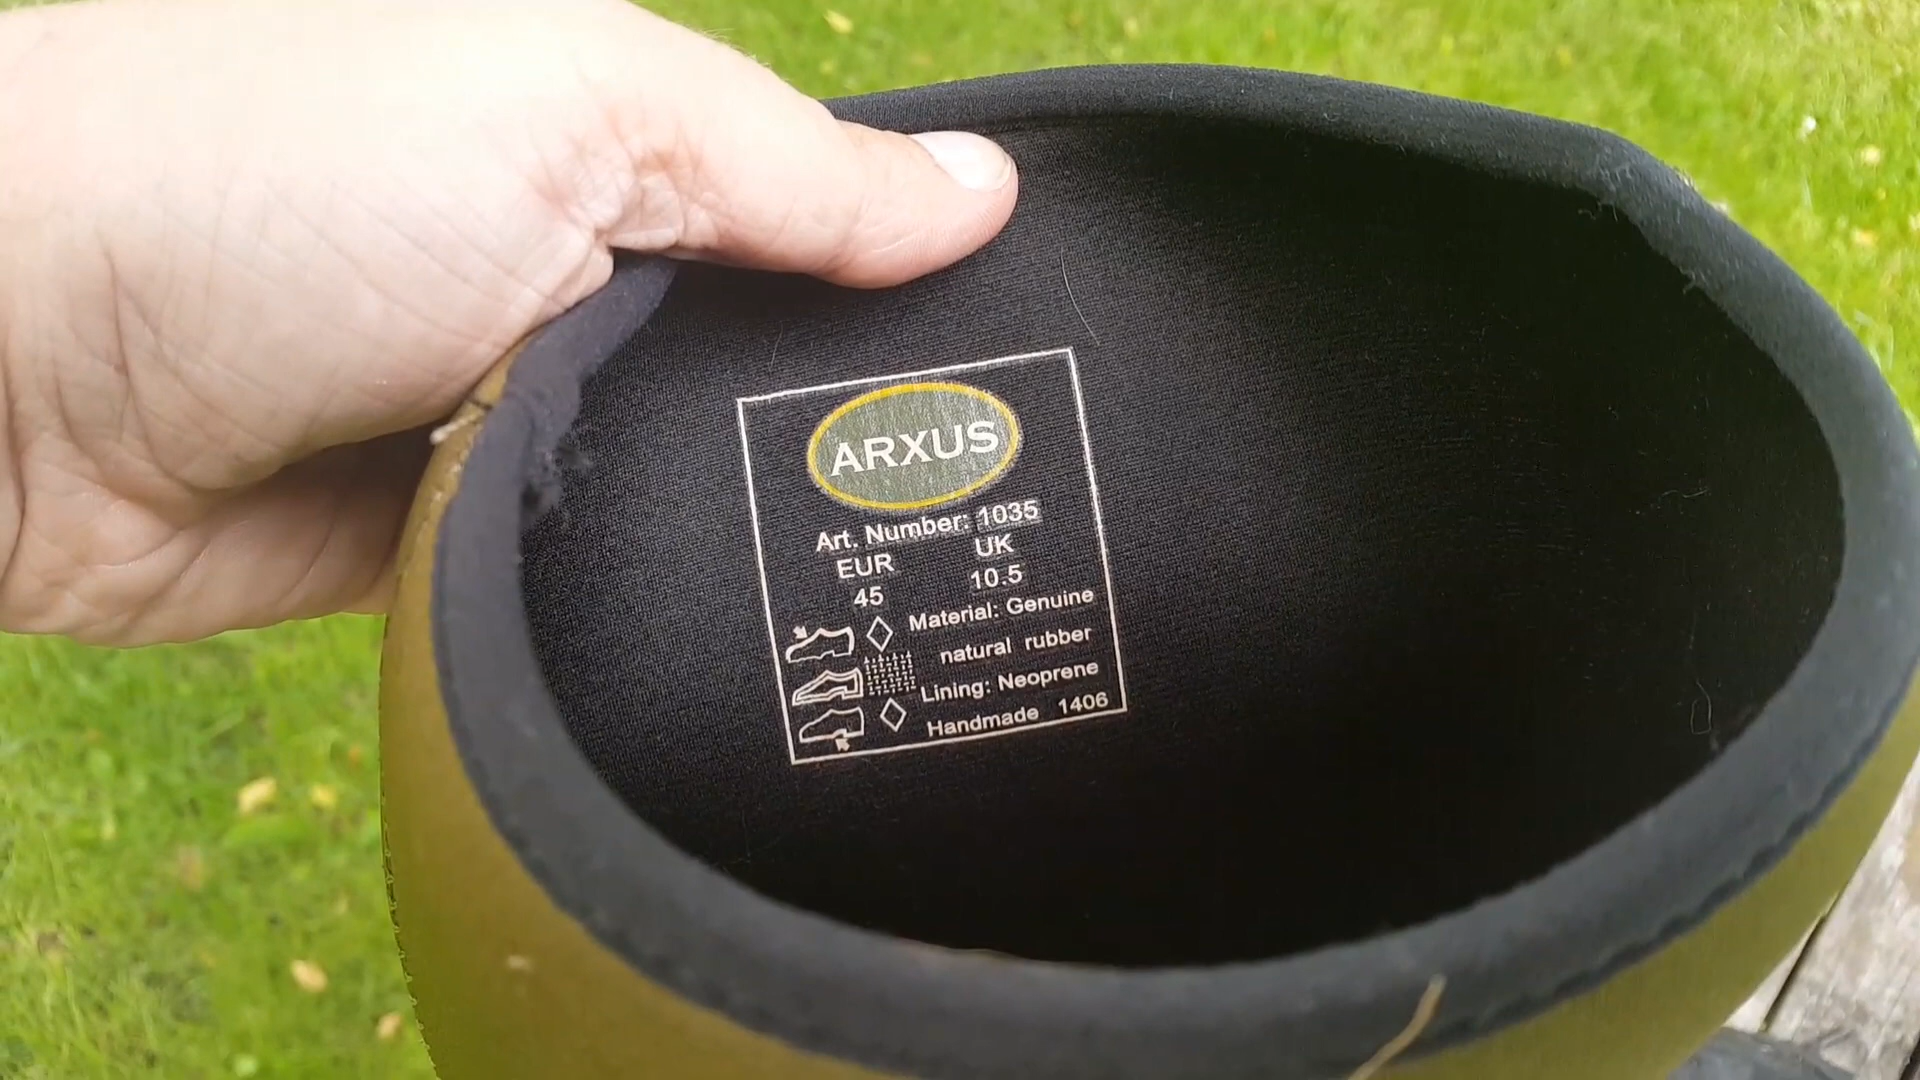 ARXUS
Art. Number: 1035
EUR UK
45 10.5
Material: Genuine
natural rubber
Lining: Neoprene
Handmade 1406